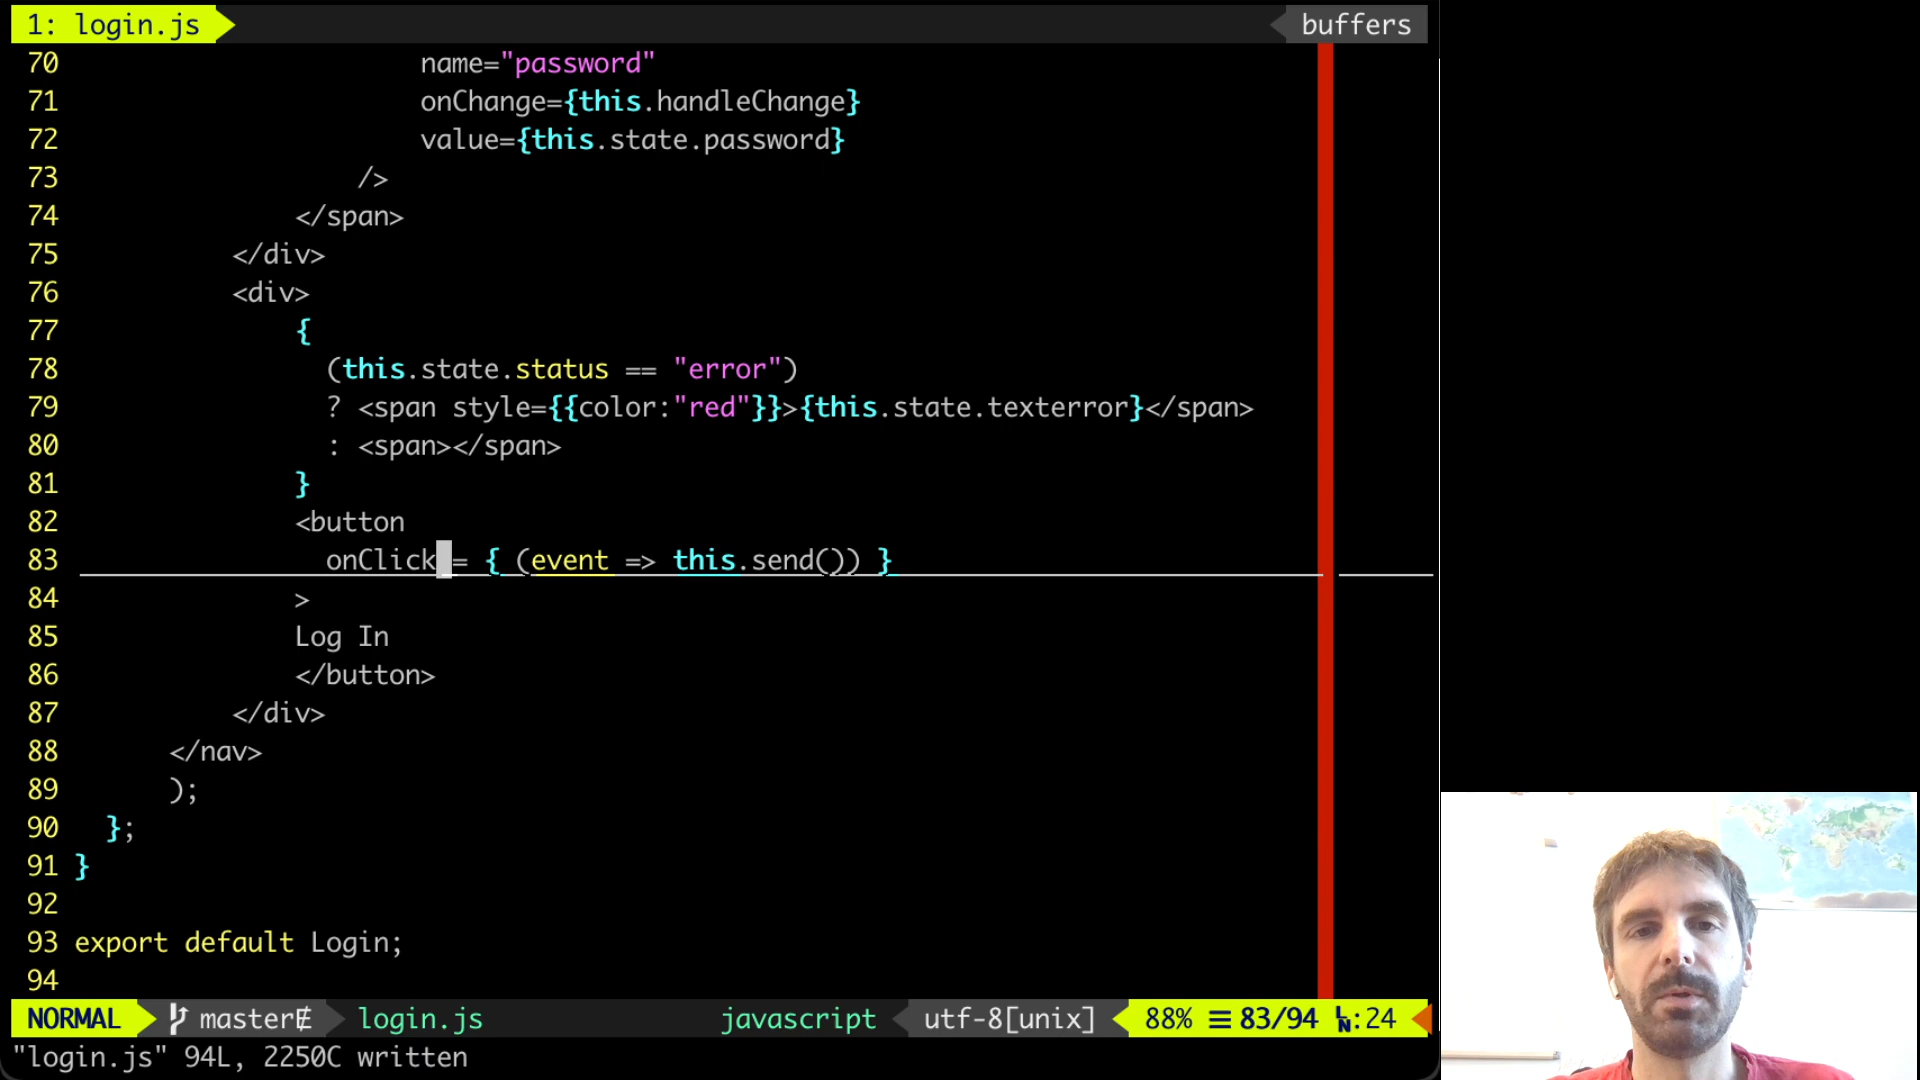 1: login.js
buffers
70 name="password"
71 onChange={this.handleChange}
72 value={this.state.password}
73 />
74 </span>
75 </div>
76 <div>
77 {
78 (this.state.status == "error")
79 ? <span style={{color:"red"}}>{this.state.texterror}</span>
80 : <span></span>
81 }
82 <button
83 onClick = { (event => this.send()) }
84 >
85 Log In
86 </button>
87 </div>
88 </nav>
89 );
90 };
91 }
92
93 export default Login;
94
NORMAL master login.js javascript utf-8[unix] 88% ☰ 83/94 LN:24
"login.js" 94L, 2250C written